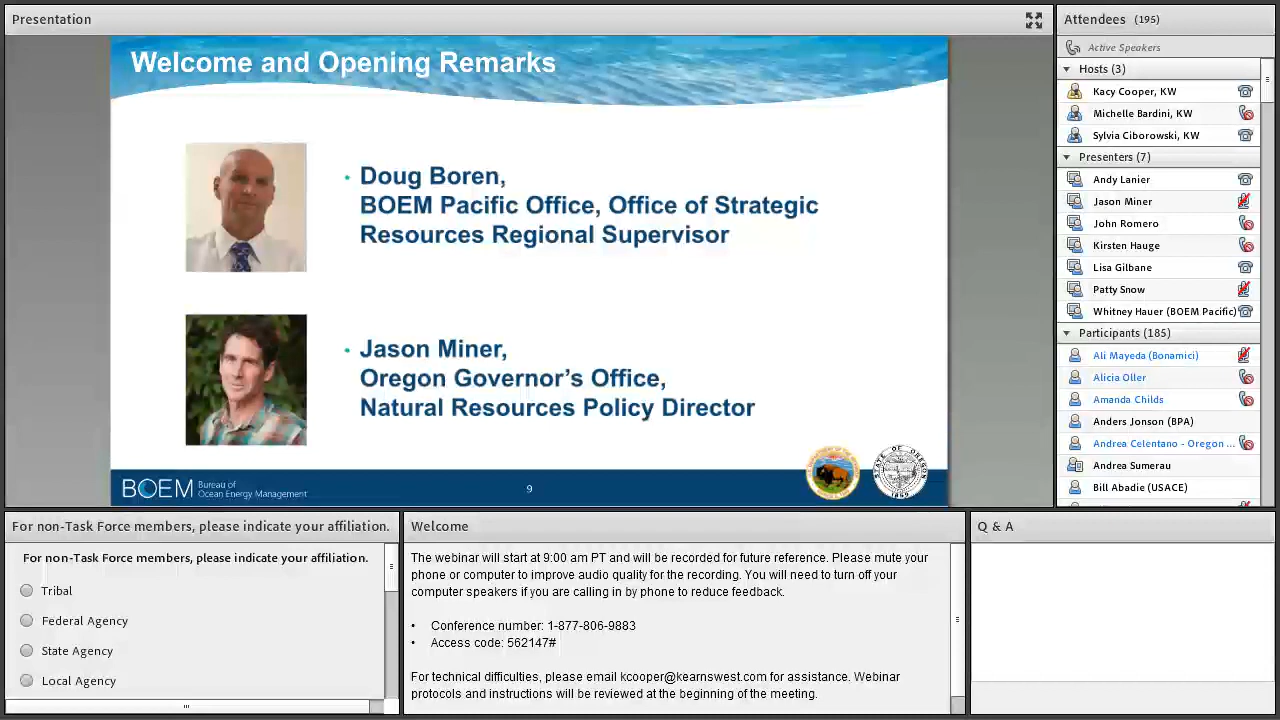 Presentation
Welcome and Opening Remarks
• Doug Boren,
BOEM Pacific Office, Office of Strategic
Resources Regional Supervisor
• Jason Miner,
Oregon Governor's Office,
Natural Resources Policy Director
BOEM Bureau of
Ocean Energy Management
9
STATE OF OREGON
1859
Attendees (195)
Active Speakers
Hosts (3)
Kacy Cooper, KW
Michelle Bardini, KW
Sylvia Ciborowski, KW
Presenters (7)
Andy Lanier
Jason Miner
John Romero
Kirsten Hauge
Lisa Gilbane
Patty Snow
Whitney Hauer (BOEM Pacific)
Participants (185)
Ali Mayeda (Bonamici)
Alicia Oller
Amanda Childs
Anders Jonson (BPA)
Andrea Celentano - Oregon ...
Andrea Sumerau
Bill Abadie (USACE)
For non-Task Force members, please indicate your affiliation.
For non-Task Force members, please indicate your affiliation.
Tribal
Federal Agency
State Agency
Local Agency
Welcome
The webinar will start at 9:00 am PT and will be recorded for future reference. Please mute your
phone or computer to improve audio quality for the recording. You will need to turn off your
computer speakers if you are calling in by phone to reduce feedback.
• Conference number: 1-877-806-9883
• Access code: 562147#
For technical difficulties, please email kcooper@kearnswest.com for assistance. Webinar
protocols and instructions will be reviewed at the beginning of the meeting.
Q & A